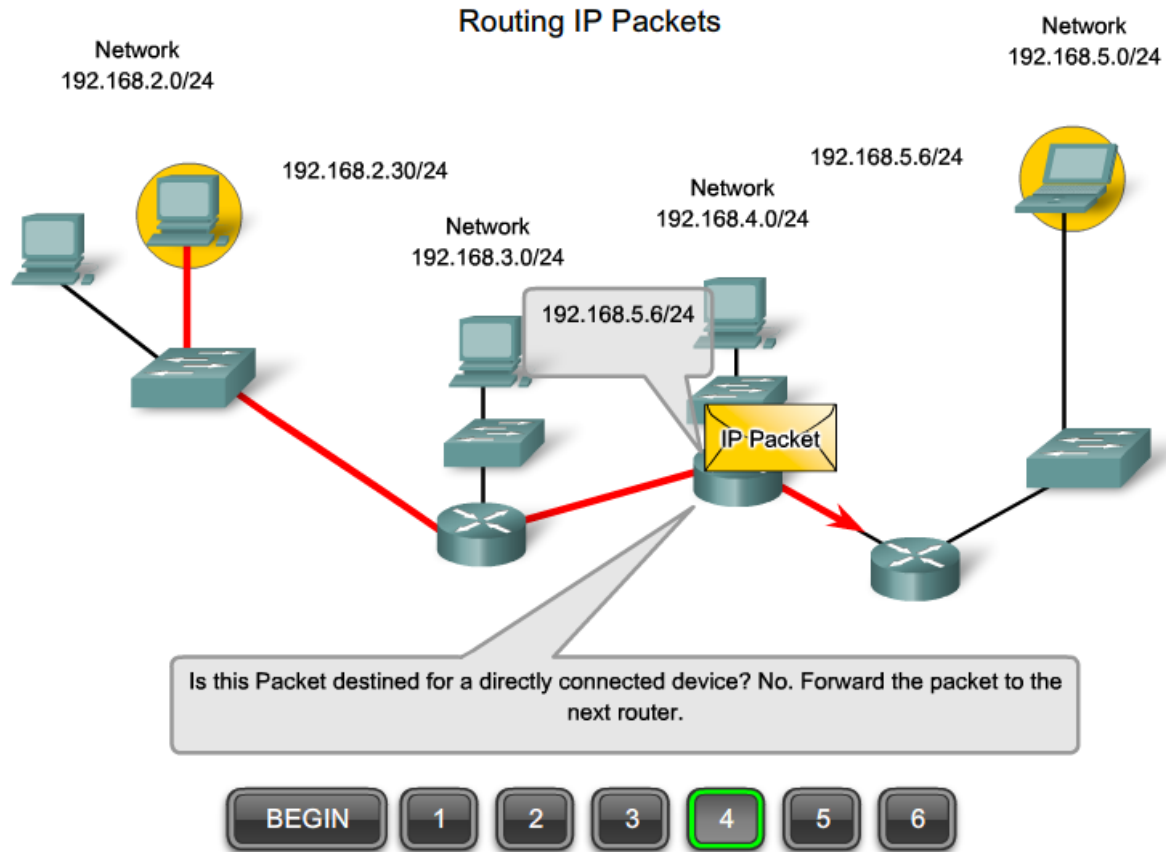 Routing IP Packets
Network
192.168.2.0/24
Network
192.168.5.0/24
192.168.2.30/24
192.168.5.6/24
Network
192.168.4.0/24
Network
192.168.3.0/24
192.168.5.6/24
IP Packet
Is this Packet destined for a directly connected device? No. Forward the packet to the
next router.
BEGIN
1
2
3
4
5
6